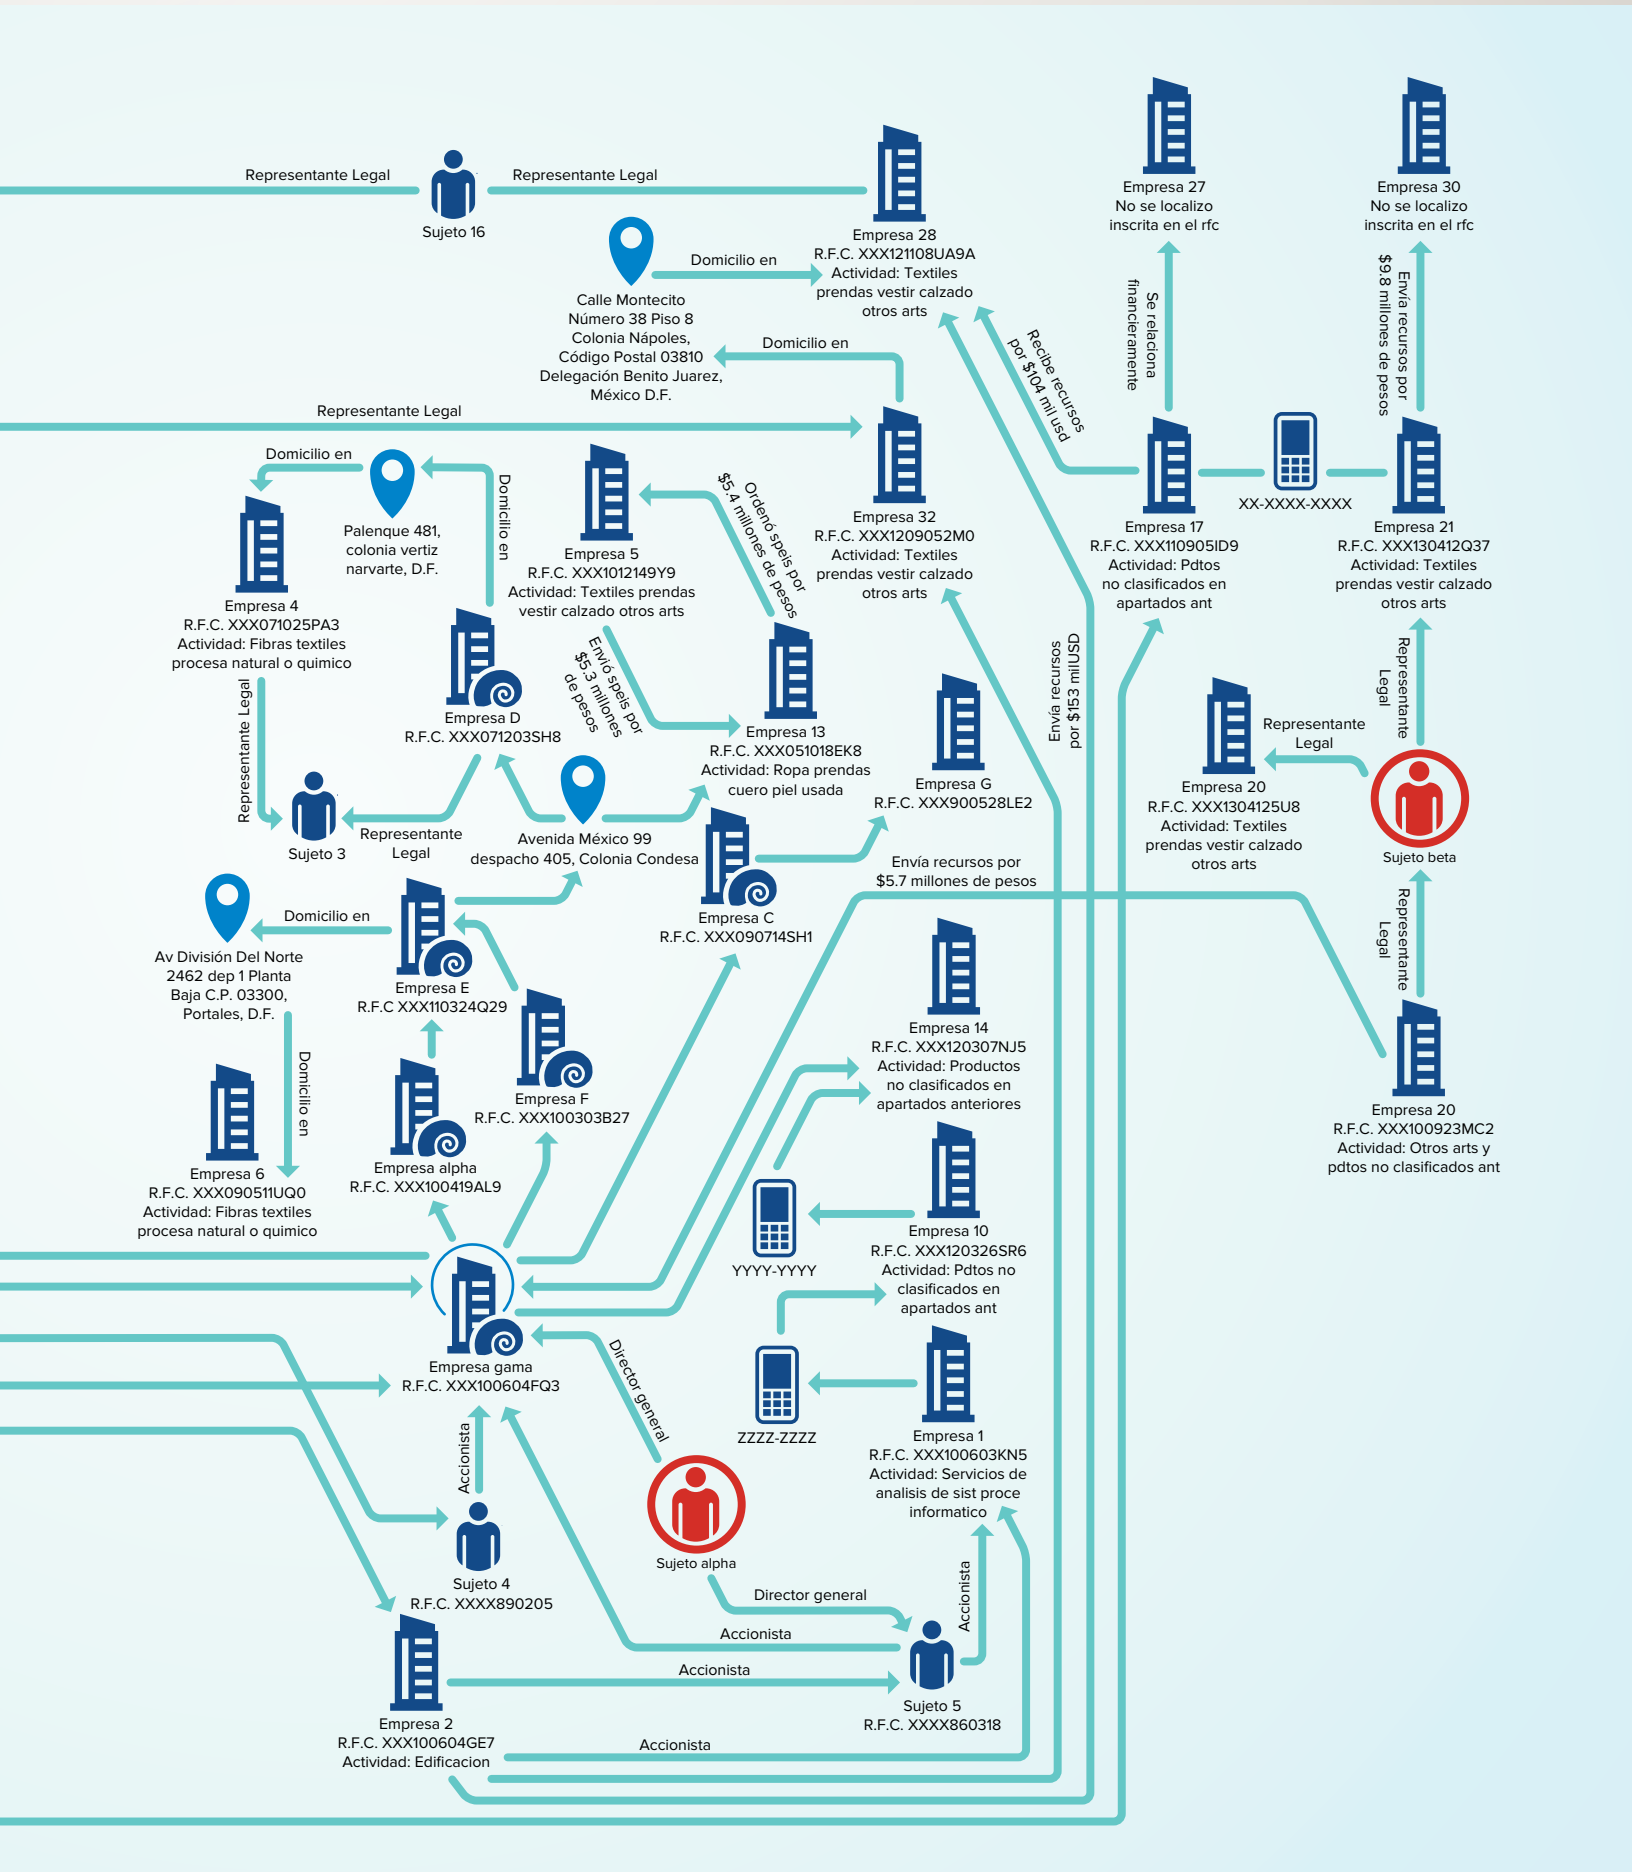 Empresa 27
No se localizo
inscrita en el rfc
Empresa 30
No se localizo
inscrita en el rfc
Representante Legal
Sujeto 16
Representante Legal
Empresa 28
R.F.C. XXX121108UA9A
Actividad: Textiles
prendas vestir calzado
otros arts
Domicilio en
Calle Montecito
Número 38 Piso 8
Colonia Nápoles,
Código Postal 03810
Delegación Benito Juarez,
México D.F.
Domicilio en
Recibe recursos
por $104 mil usd
Se relaciona
financieramente
Envía recursos por
$9.8 millones de pesos
Representante Legal
Empresa 32
R.F.C. XXX1209052M0
Actividad: Textiles
prendas vestir calzado
otros arts
XX-XXXX-XXXX
Empresa 17
R.F.C. XXX110905ID9
Actividad: Pdtos
no clasificados en
apartados ant
Empresa 21
R.F.C. XXX130412Q37
Actividad: Textiles
prendas vestir calzado
otros arts
Domicilio en
Palenque 481,
colonia vertiz
narvarte, D.F.
Domicilio en
Empresa 5
R.F.C. XXX1012149Y9
Actividad: Textiles prendas
vestir calzado otros arts
Ordenó speis por
$5.4 millones de pesos
Empresa 4
R.F.C. XXX071025PA3
Actividad: Fibras textiles
procesa natural o quimico
Envió speis por
$5.3 millones
de pesos
Empresa D
R.F.C. XXX071203SH8
Empresa 13
R.F.C. XXX051018EK8
Actividad: Ropa prendas
cuero piel usada
Envía recursos
por $153 milUSD
Representante
Legal
Representante
Legal
Empresa G
R.F.C. XXX900528LE2
Empresa 20
R.F.C. XXX1304125U8
Actividad: Textiles
prendas vestir calzado
otros arts
Sujeto beta
Representante Legal
Sujeto 3
Representante
Legal
Avenida México 99
despacho 405, Colonia Condesa
Envía recursos por
$5.7 millones de pesos
Representante
Legal
Empresa C
R.F.C. XXX090714SH1
Domicilio en
Av División Del Norte
2462 dep 1 Planta
Baja C.P. 03300,
Portales, D.F.
Empresa E
R.F.C XXX110324Q29
Empresa 14
R.F.C. XXX120307NJ5
Actividad: Productos
no clasificados en
apartados anteriores
Domicilio en
Empresa F
R.F.C. XXX100303B27
Empresa 20
R.F.C. XXX100923MC2
Actividad: Otros arts y
pdtos no clasificados ant
Empresa 6
R.F.C. XXX090511UQ0
Actividad: Fibras textiles
procesa natural o quimico
Empresa alpha
R.F.C. XXX100419AL9
YYYY-YYYY
Empresa 10
R.F.C. XXX120326SR6
Actividad: Pdtos no
clasificados en
apartados ant
Empresa gama
R.F.C. XXX100604FQ3
Director general
ZZZZ-ZZZZ
Empresa 1
R.F.C. XXX100603KN5
Actividad: Servicios de
analisis de sist proce
informatico
Accionista
Sujeto alpha
Sujeto 4
R.F.C. XXXX890205
Director general
Accionista
Accionista
Accionista
Sujeto 5
R.F.C. XXXX860318
Empresa 2
R.F.C. XXX100604GE7
Actividad: Edificacion
Accionista